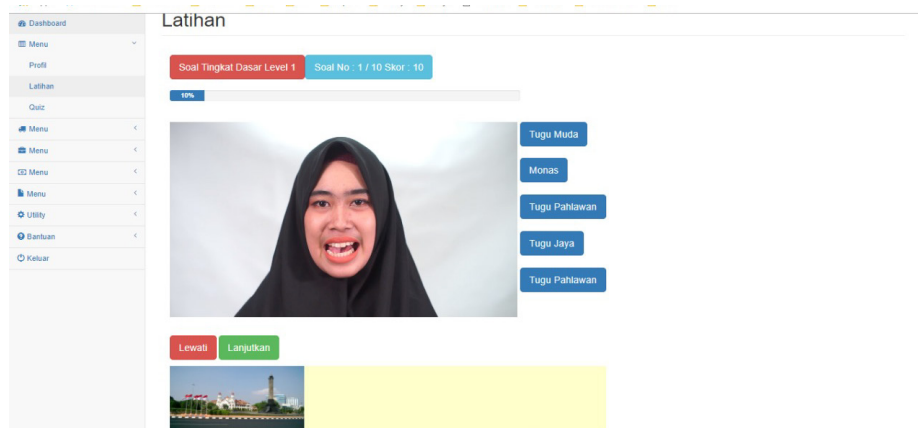 Dashboard
Latihan
Menu
Profil
Latihan
Quiz
Menu
Menu
Menu
Menu
Utility
Bantuan
Keluar
Soal Tingkat Dasar Level 1
Soal No : 1 / 10 Skor : 10
10%
Tugu Muda
Monas
Tugu Pahlawan
Tugu Jaya
Tugu Pahlawan
Lewati
Lanjutkan